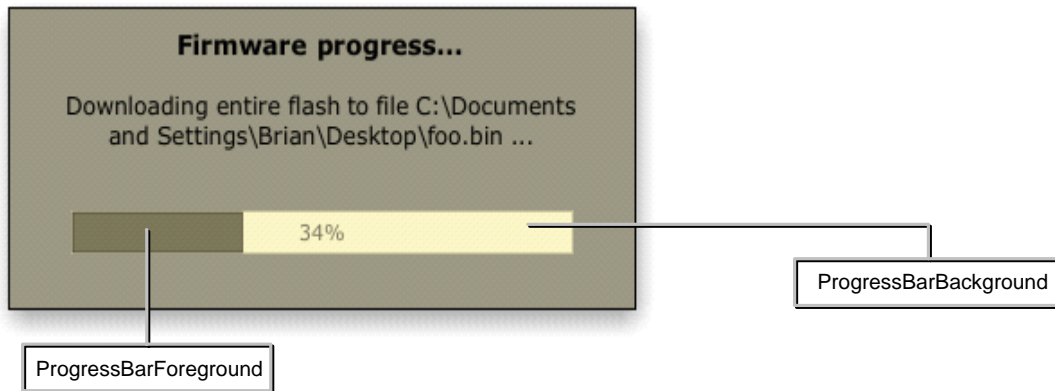 Firmware progress...
Downloading entire flash to file C:\Documents
and Settings\Brian\Desktop\foo.bin ...
34%
ProgressBarBackground
ProgressBarForeground